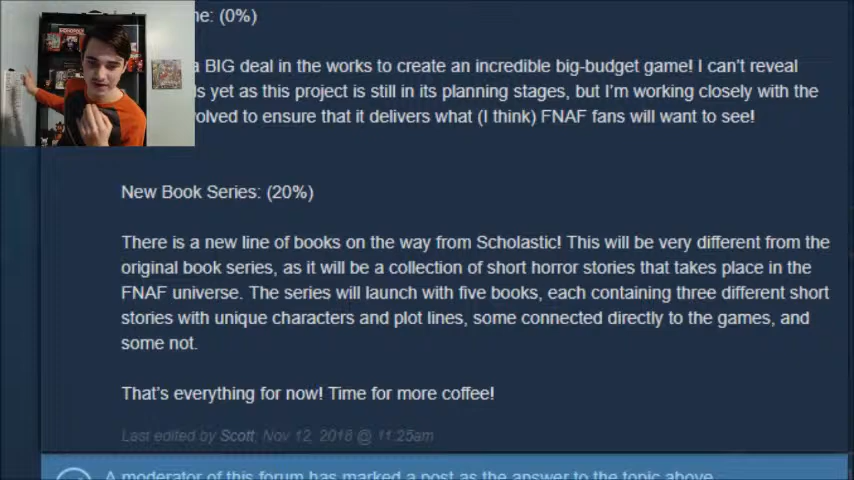 ne: (0%)
a BIG deal in the works to create an incredible big-budget game! I can't reveal
s yet as this project is still in its planning stages, but I'm working closely with the
volved to ensure that it delivers what (I think) FNAF fans will want to see!
New Book Series: (20%)
There is a new line of books on the way from Scholastic! This will be very different from the
original book series, as it will be a collection of short horror stories that takes place in the
FNAF universe. The series will launch with five books, each containing three different short
stories with unique characters and plot lines, some connected directly to the games, and
some not.
That's everything for now! Time for more coffee!
Last edited by Scott; Nov 12, 2018 @ 11:25am
A moderator of this forum has marked a post as the answer to the topic above